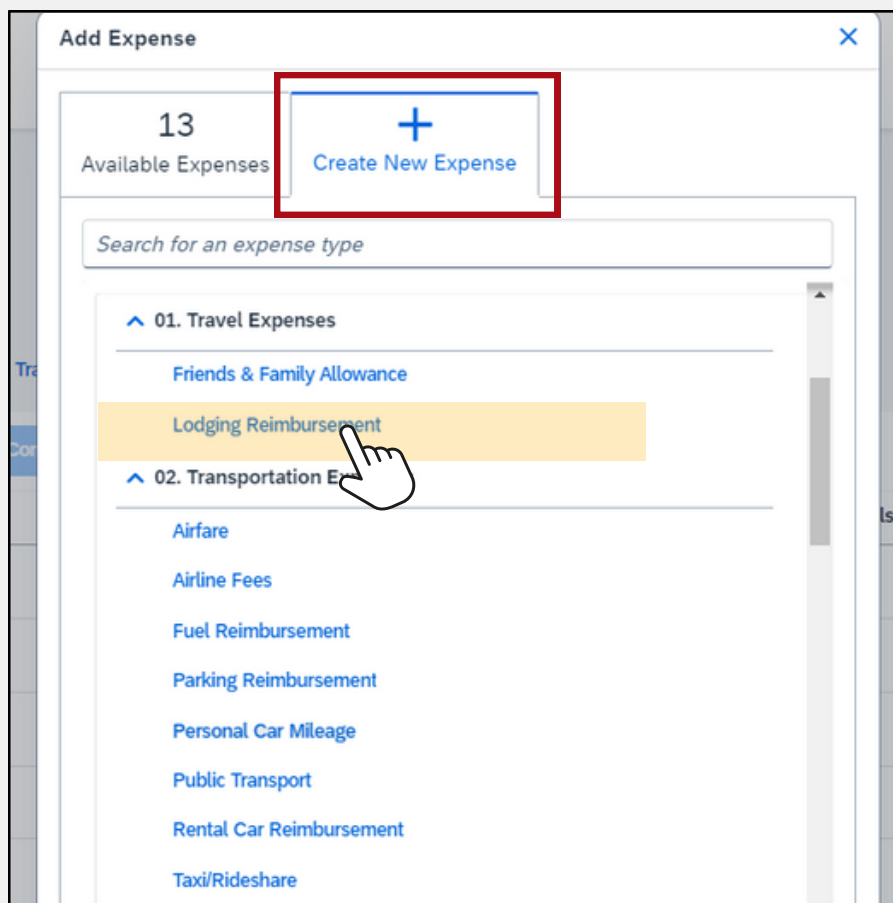 Add Expense
13
Available Expenses
Create New Expense
Search for an expense type
01. Travel Expenses
Friends & Family Allowance
Lodging Reimbursement
02. Transportation
Airfare
Airline Fees
Fuel Reimbursement
Parking Reimbursement
Personal Car Mileage
Public Transport
Rental Car Reimbursement
Taxi/Rideshare